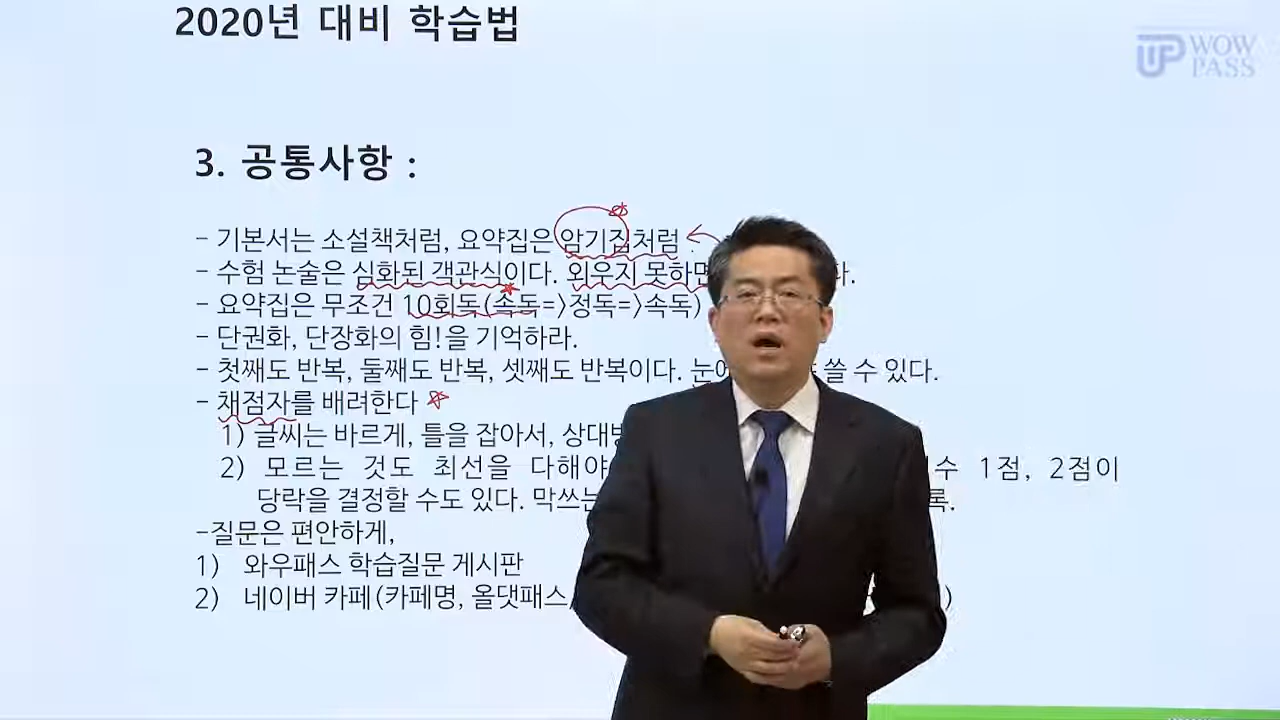 2020년 대비 학습법
WOW
PASS
3. 공통사항 :
- 기본서는 소설책처럼, 요약집은 암기집처럼
- 수험 논술은 심화된 객관식이다. 외우지 못하면 다.
- 요약집은 무조건 10회독(속독=>정독=>속독)
- 단권화, 단장화의 힘!을 기억하라.
- 첫째도 반복, 둘째도 반복, 셋째도 반복이다. 쓸 수 있다.
- 채점자를 배려한다
1) 글씨는 바르게, 틀을 잡아서,
2) 모르는 것도 최선을 다해야 1점, 2점이
당락을 결정할 수도 있다. 막쓰는 록.
-질문은 편안하게,
1) 와우패스 학습질문 게시판
2) 네이버 카페(카페명, 올댓패스, )